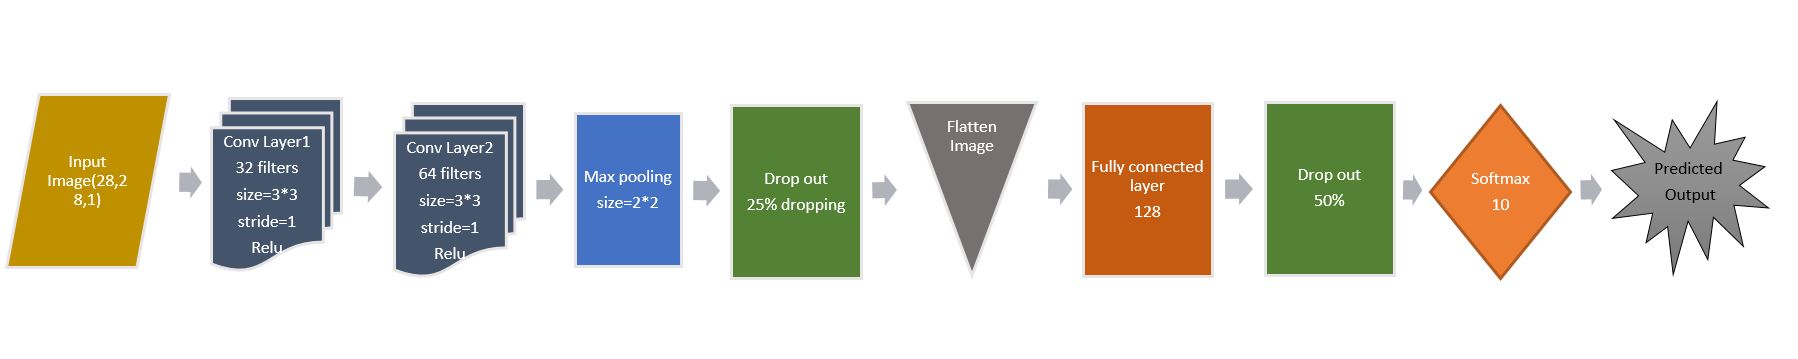 Input
Image(28,2
8,1)
Conv Layer1
32 filters
size=3*3
stride=1
Relu
Conv Layer2
64 filters
size=3*3
stride=1
Relu
Max pooling
size=2*2
Drop out
25% dropping
Flatten
Image
Fully connected
layer
128
Drop out
50%
Softmax
10
Predicted
Output